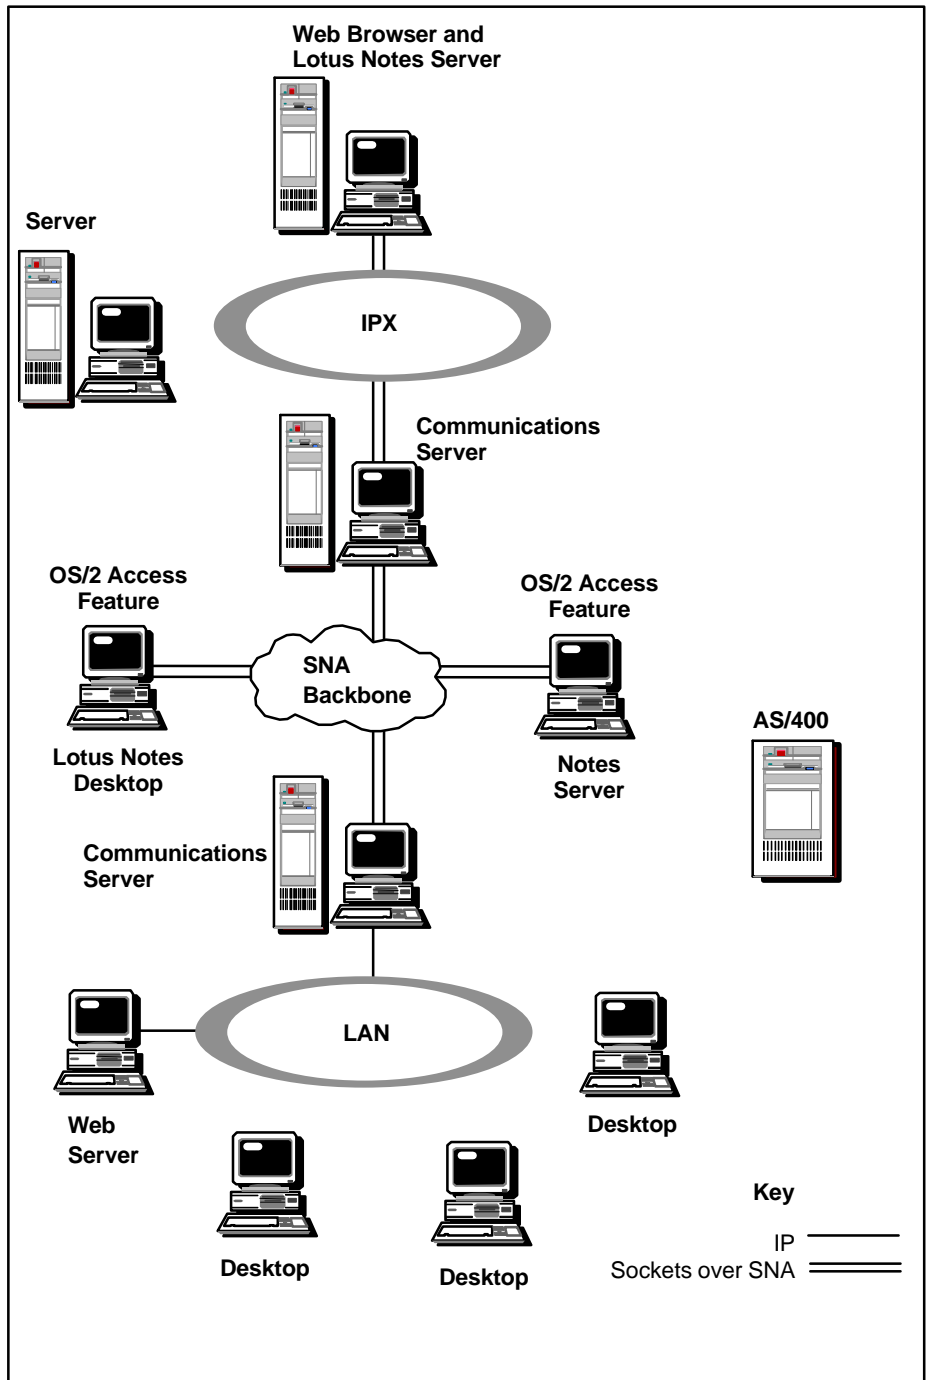 Web Browser and
Lotus Notes Server
Server
IPX
Communications
Server
OS/2 Access
Feature
OS/2 Access
Feature
SNA
Backbone
Lotus Notes
Desktop
Notes
Server
AS/400
Communications
Server
LAN
Web
Server
Desktop
Desktop
Desktop
Key
IP
Sockets over SNA